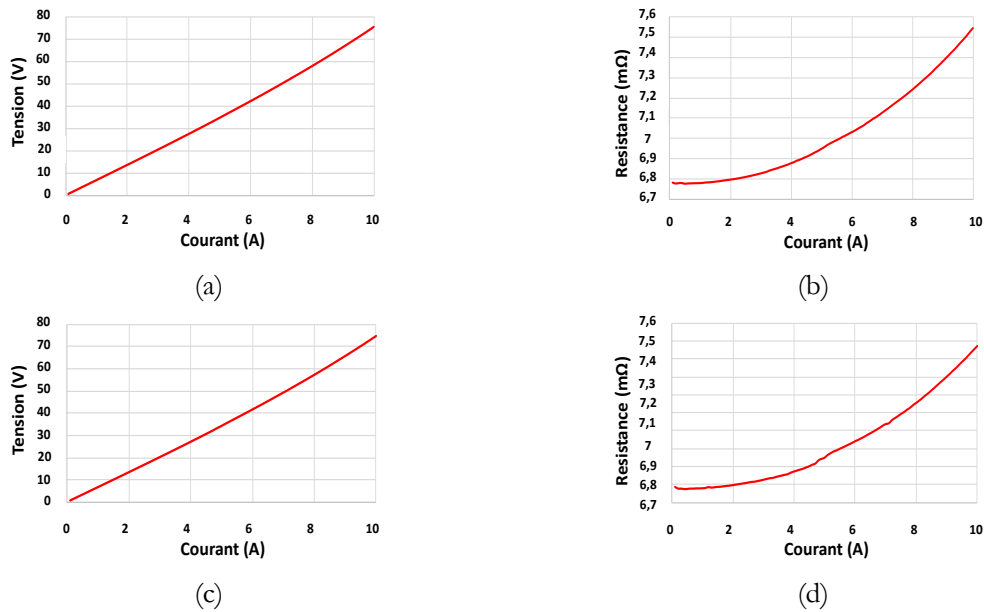 80
70
60
50
40
30
20
10
0
Tension (V)
0 2 4 6 8 10
Courant (A)
(a)
7,6
7,5
7,4
7,3
7,2
7,1
7
6,9
6,8
6,7
Resistance (mΩ)
0 2 4 6 8 10
Courant (A)
(b)
80
70
60
50
40
30
20
10
0
Tension (V)
0 2 4 6 8 10
Courant (A)
(c)
7,6
7,5
7,4
7,3
7,2
7,1
7
6,9
6,8
6,7
Resistance (mΩ)
0 2 4 6 8 10
Courant (A)
(d)